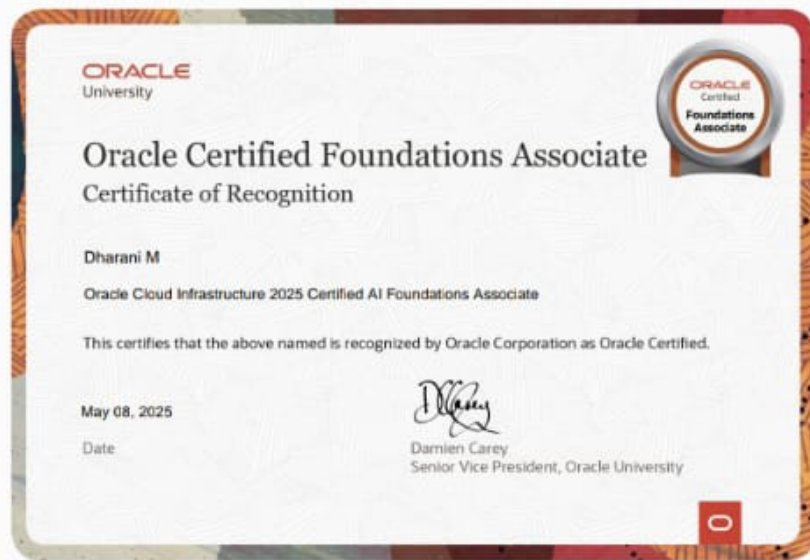 ORACLE
University
ORACLE
Certified
Foundations
Associate
Oracle Certified Foundations Associate
Certificate of Recognition
Dharani M
Oracle Cloud Infrastructure 2025 Certified AI Foundations Associate
This certifies that the above named is recognized by Oracle Corporation as Oracle Certified.
May 08, 2025
Date
DCarey
Damien Carey
Senior Vice President, Oracle University